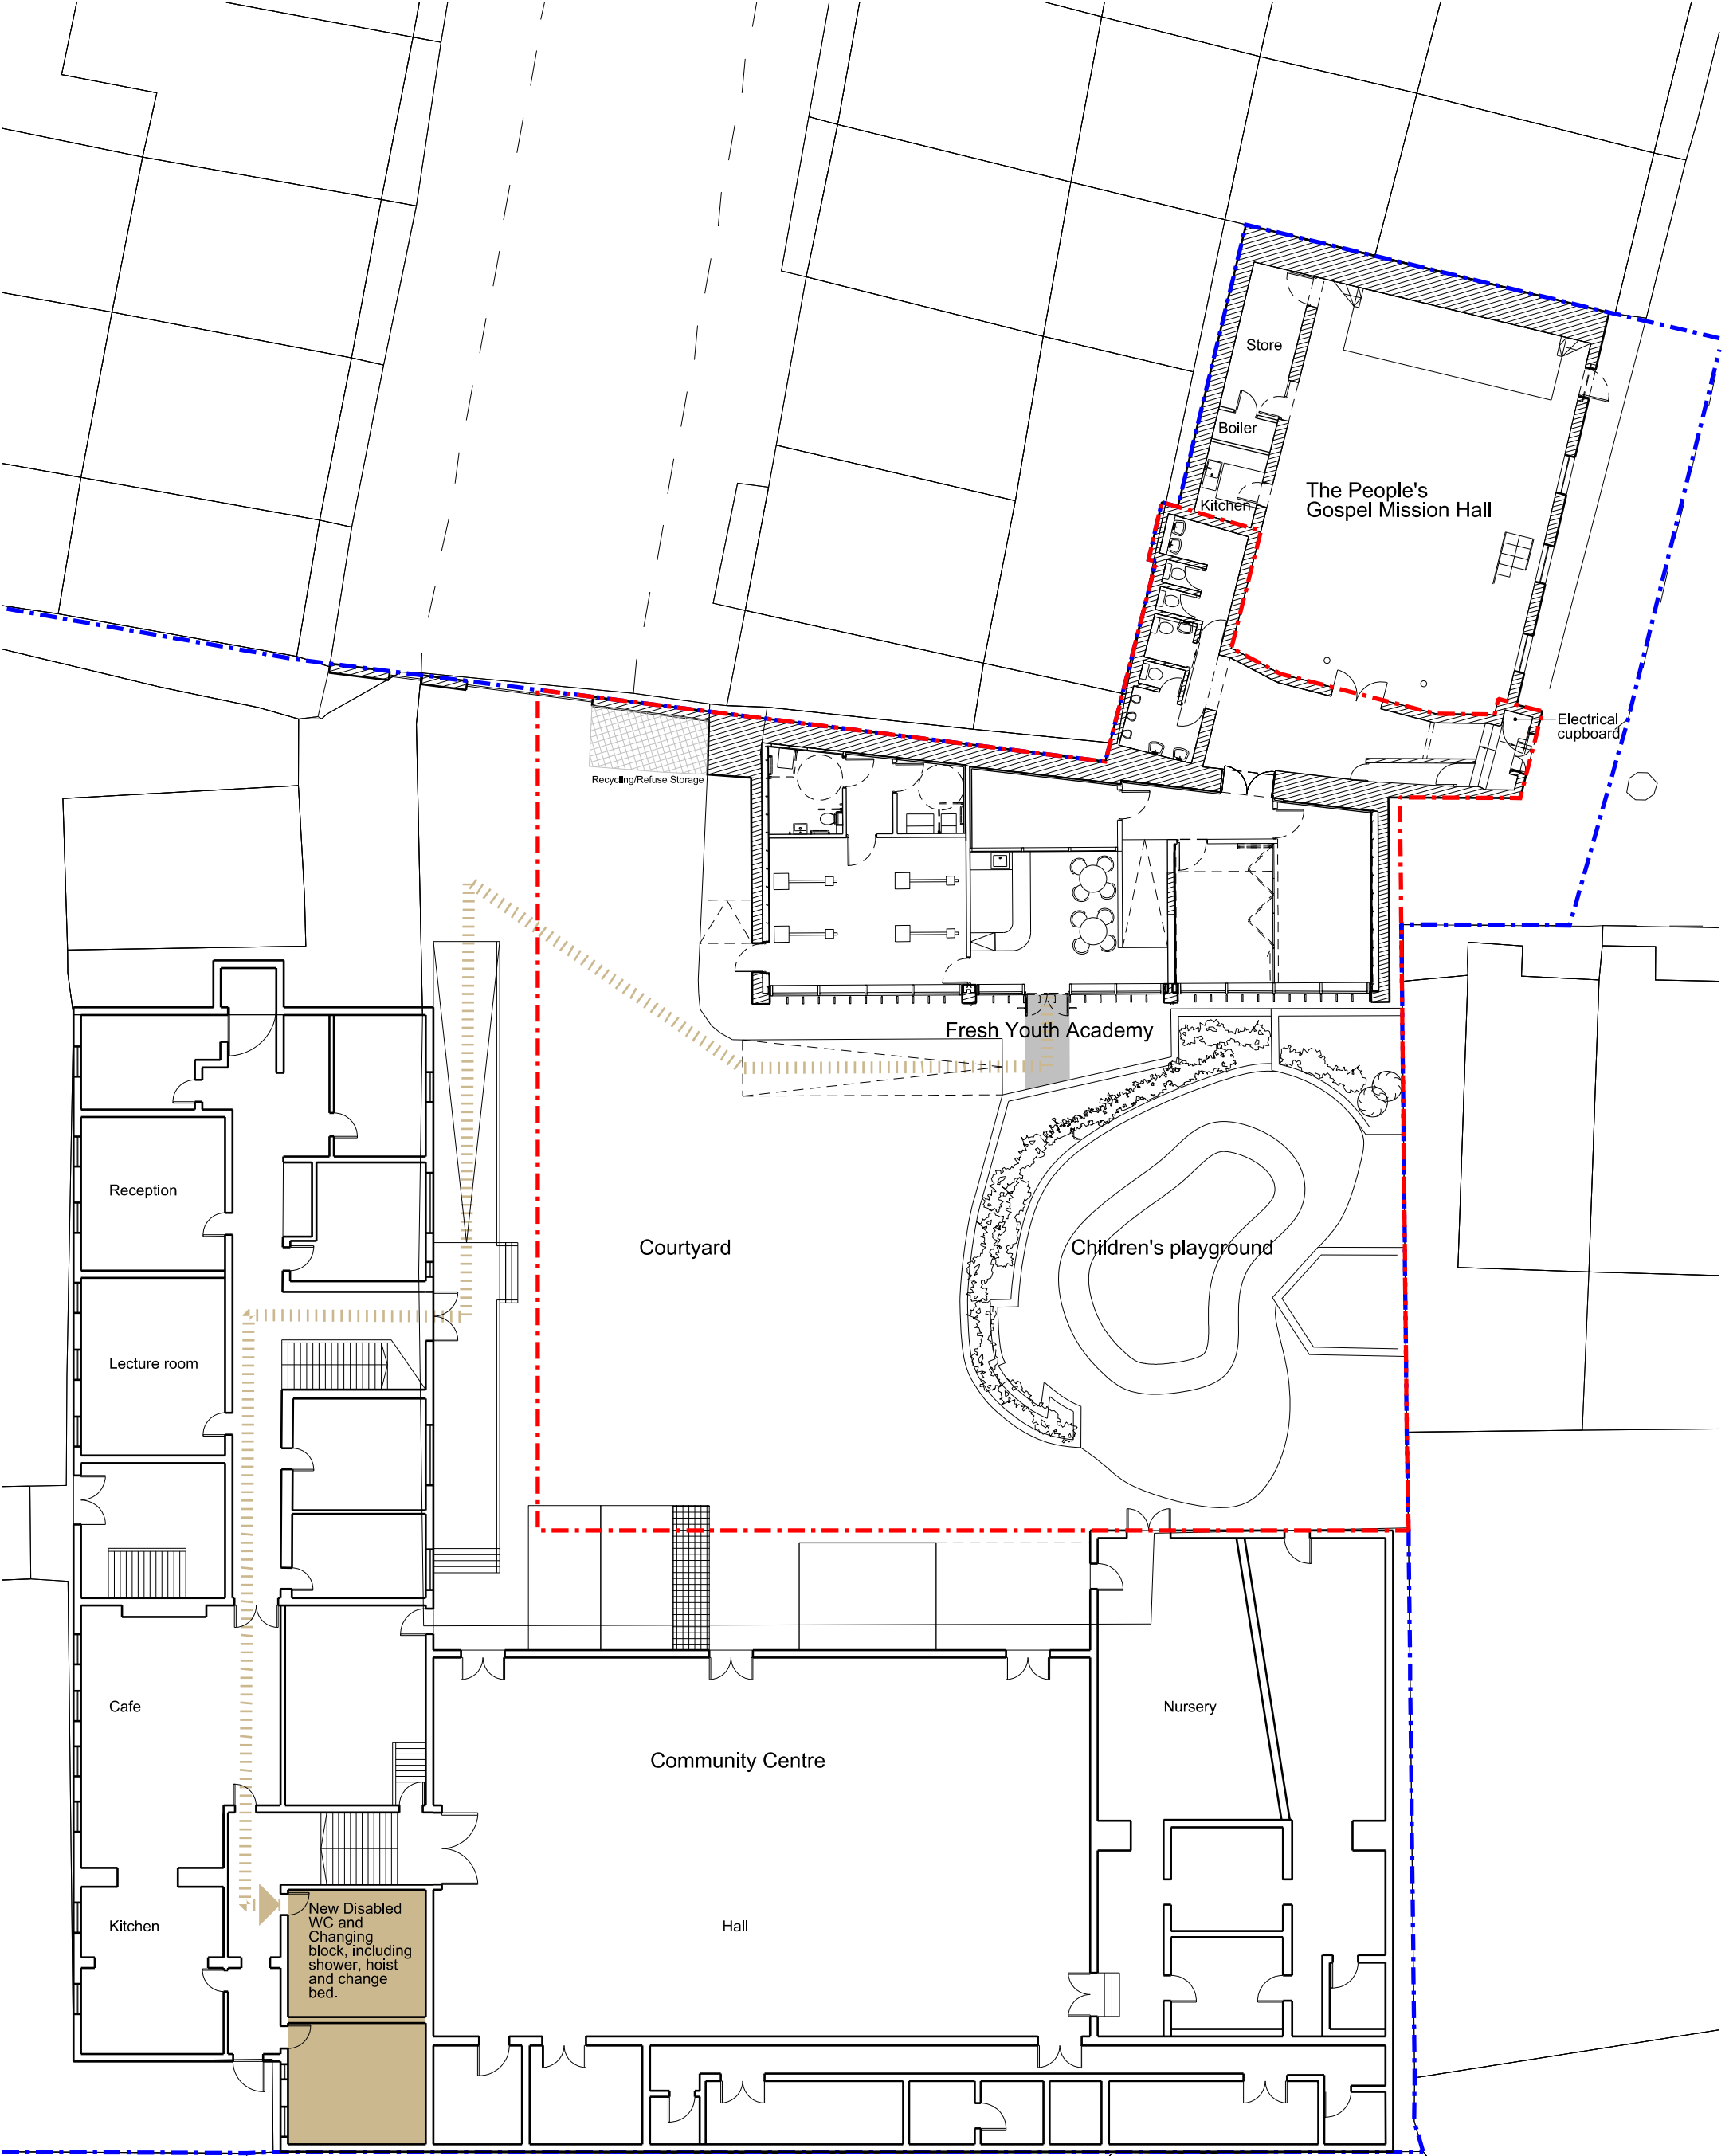 Store
Boiler
The People's
Gospel Mission Hall
Kitchen
Electrical
cupboard
Recycling/Refuse Storage
Fresh Youth Academy
Reception
Courtyard
Children's playground
Lecture room
Cafe
Nursery
Community Centre
New Disabled
WC and
Changing
block, including
shower, hoist
and change
bed.
Kitchen
Hall